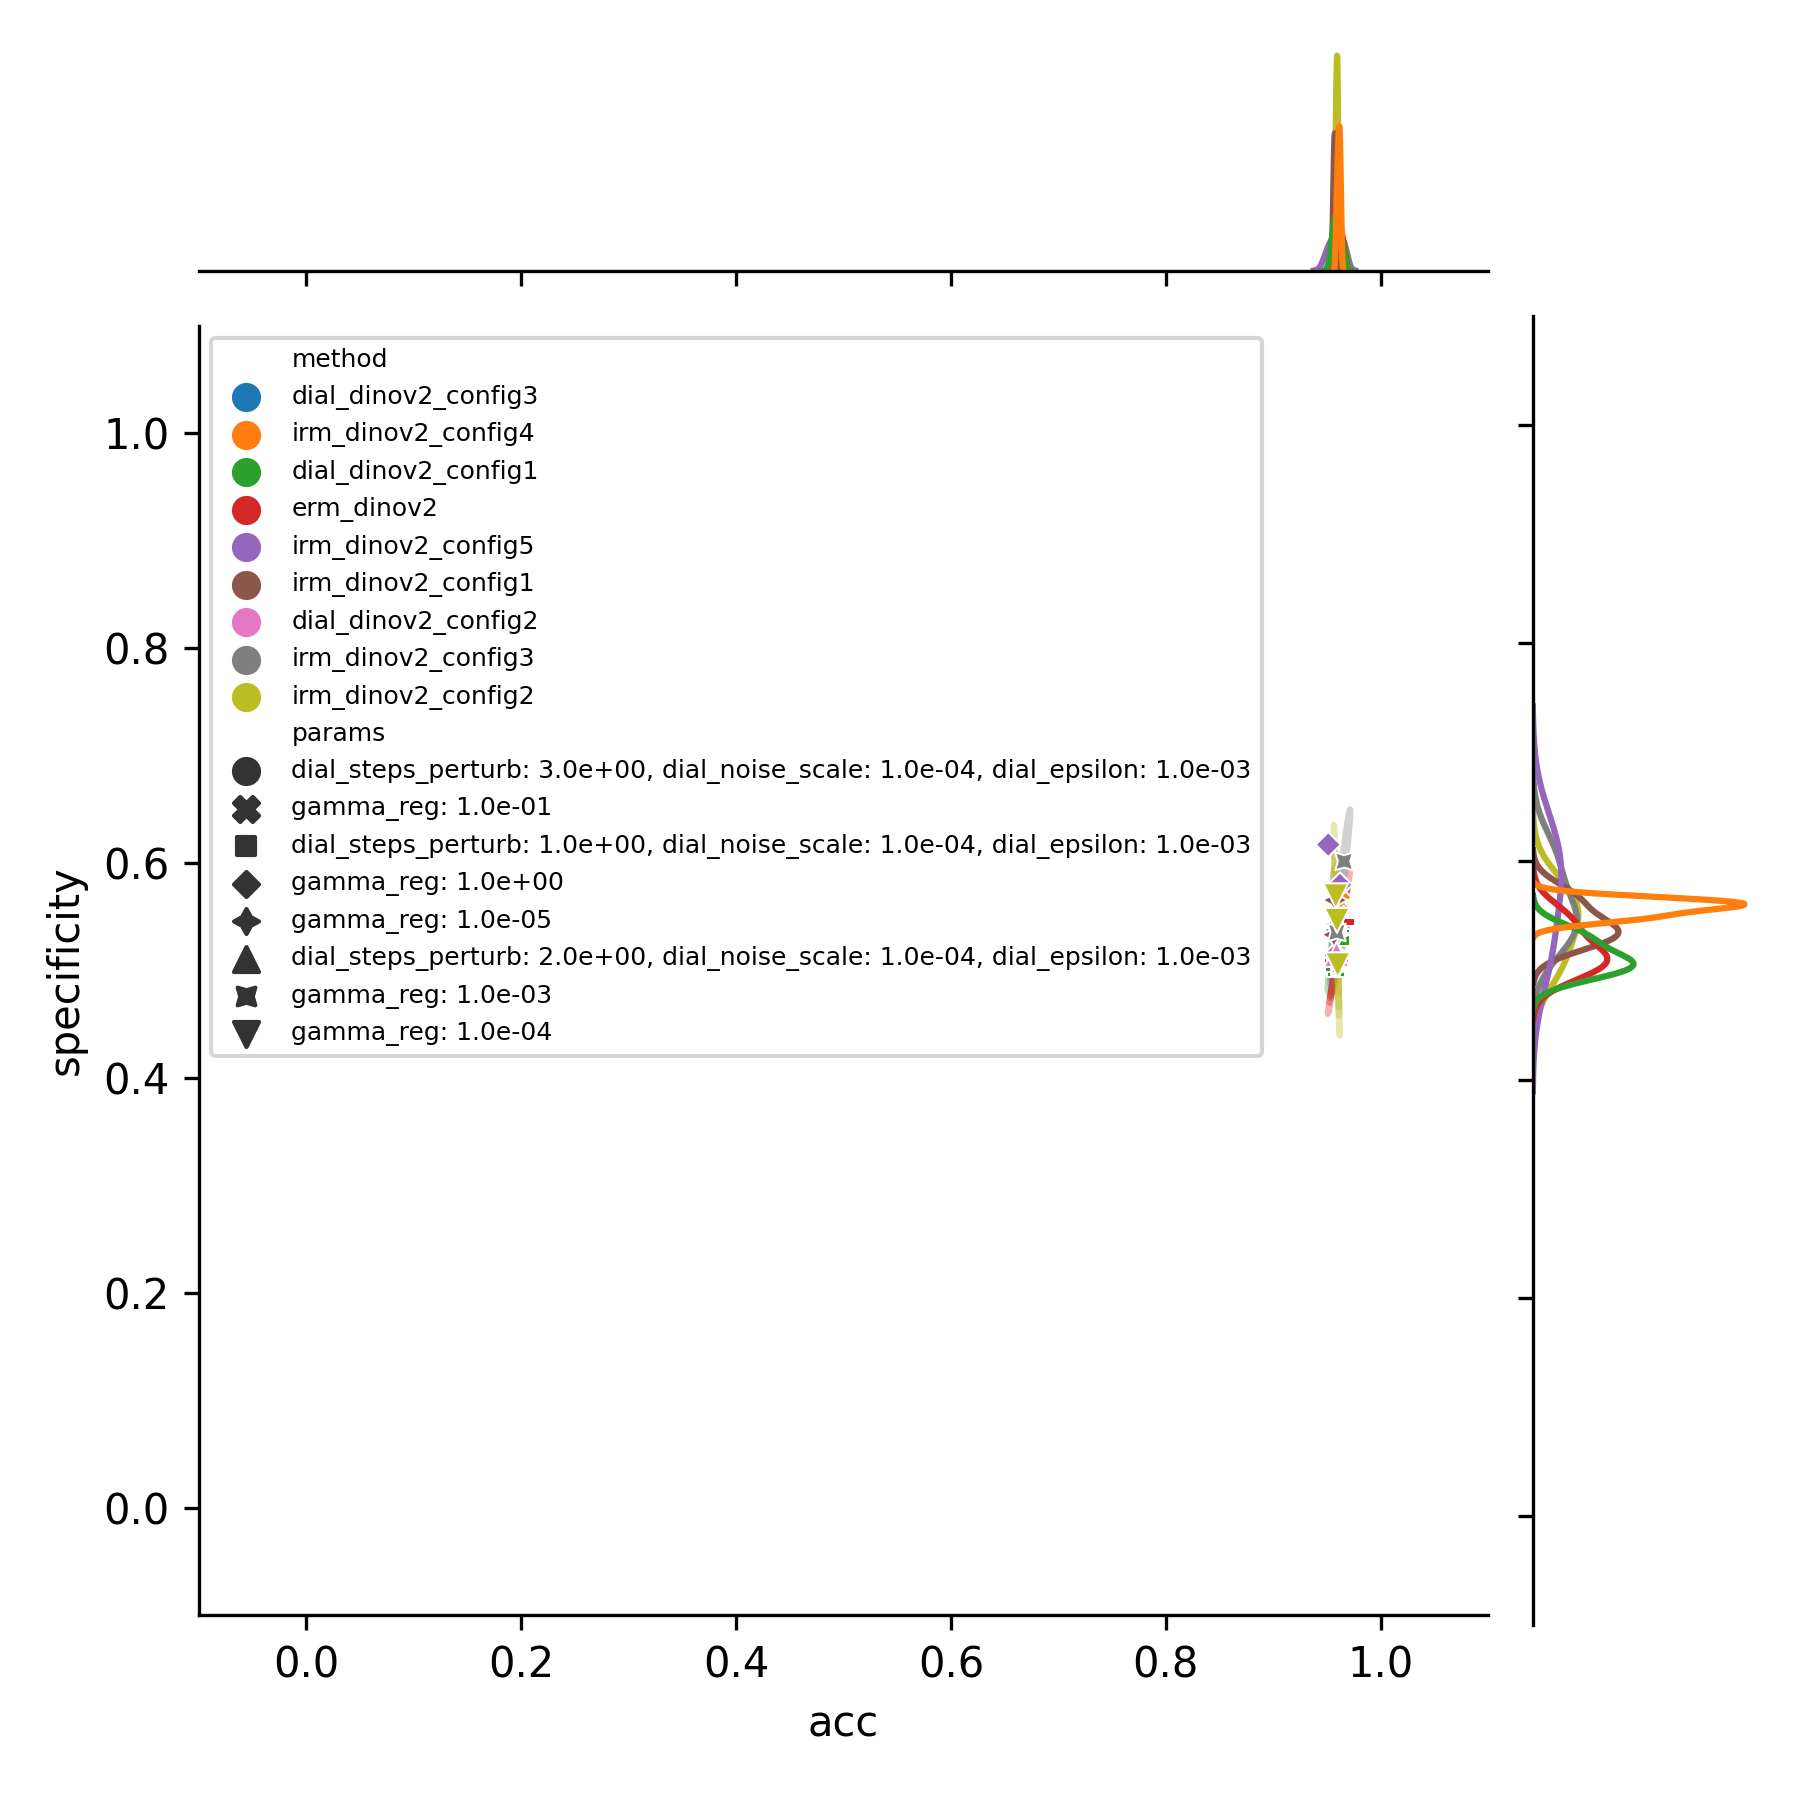 method
dial_dinov2_config3
irm_dinov2_config4
dial_dinov2_config1
erm_dinov2
irm_dinov2_config5
irm_dinov2_config1
dial_dinov2_config2
irm_dinov2_config3
irm_dinov2_config2
params
dial_steps_perturb: 3.0e+00, dial_noise_scale: 1.0e-04, dial_epsilon: 1.0e-03
gamma_reg: 1.0e-01
dial_steps_perturb: 1.0e+00, dial_noise_scale: 1.0e-04, dial_epsilon: 1.0e-03
gamma_reg: 1.0e+00
gamma_reg: 1.0e-05
dial_steps_perturb: 2.0e+00, dial_noise_scale: 1.0e-04, dial_epsilon: 1.0e-03
gamma_reg: 1.0e-03
gamma_reg: 1.0e-04
specificity
1.0
0.8
0.6
0.4
0.2
0.0
0.0 0.2 0.4 0.6 0.8 1.0
acc